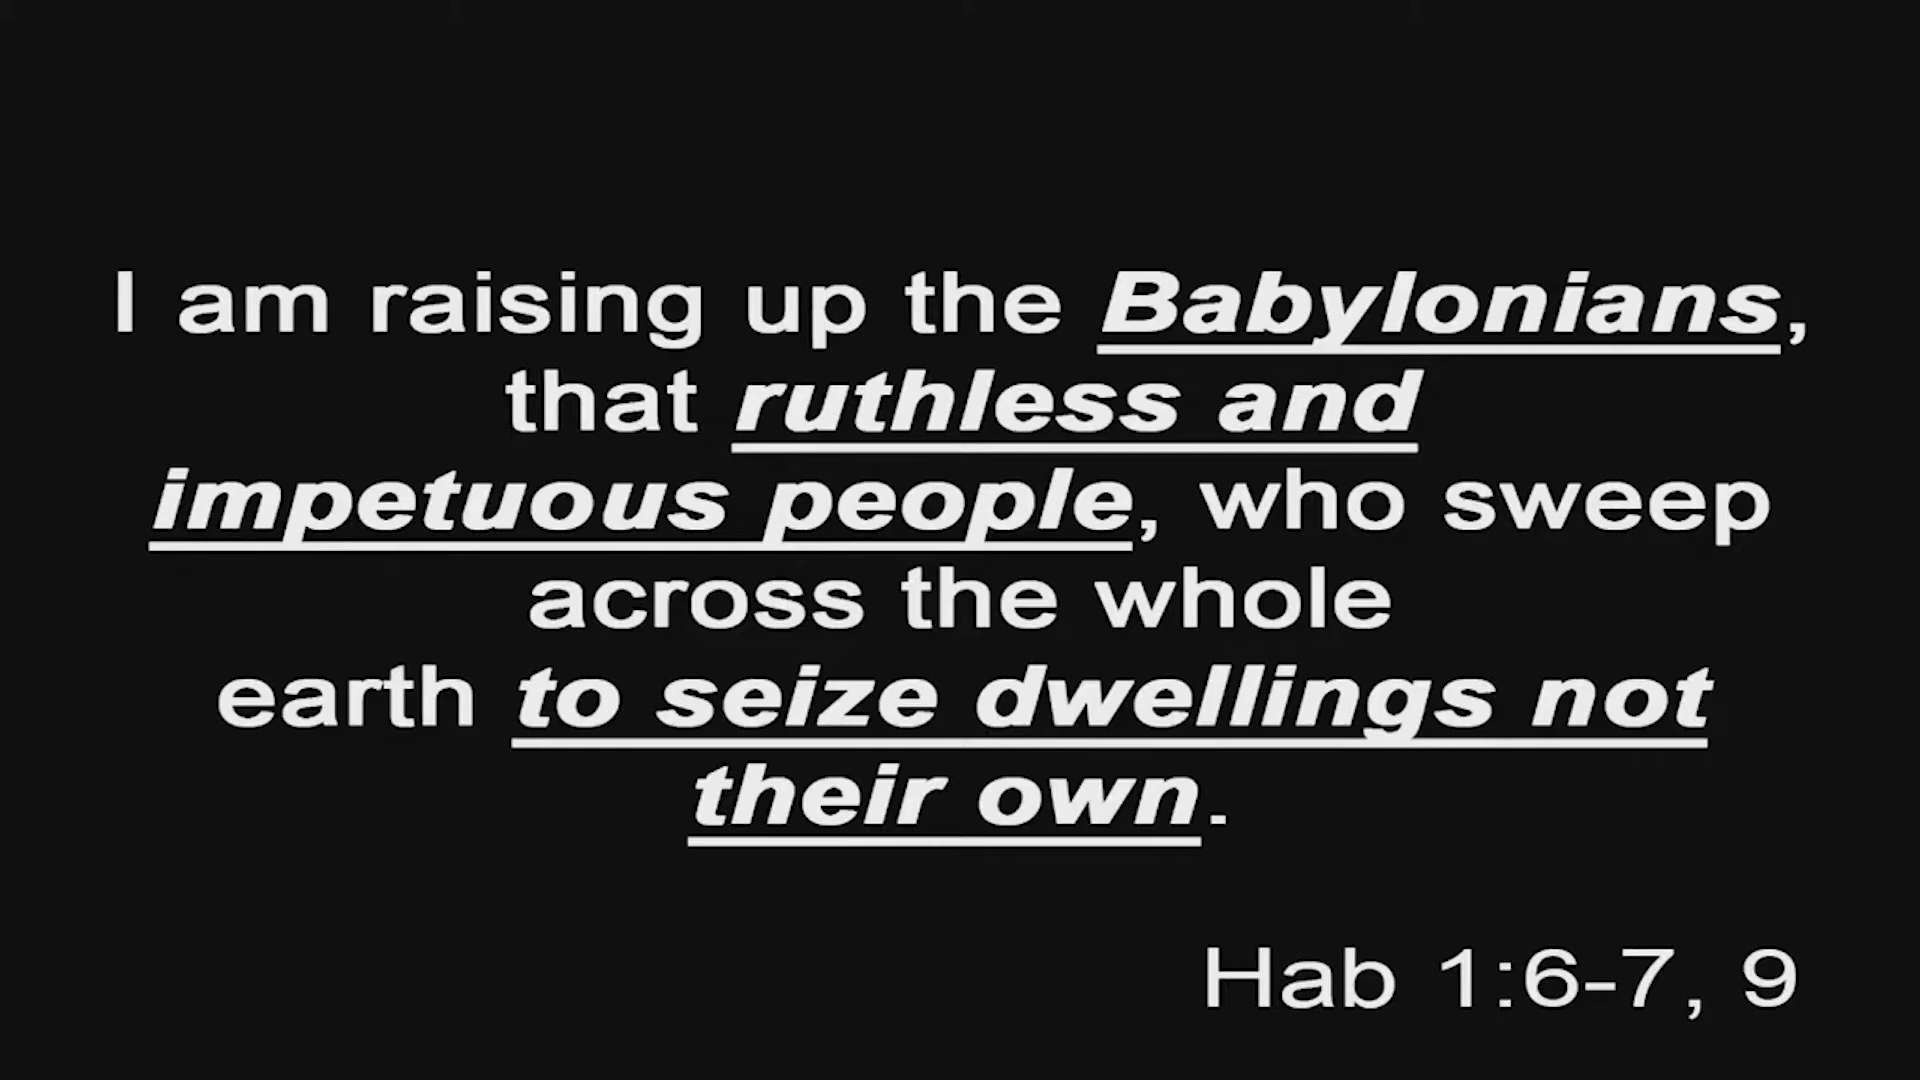 I am raising up the Babylonians,
that ruthless and
impetuous people, who sweep
across the whole
earth to seize dwellings not
their own.
Hab 1:6-7, 9